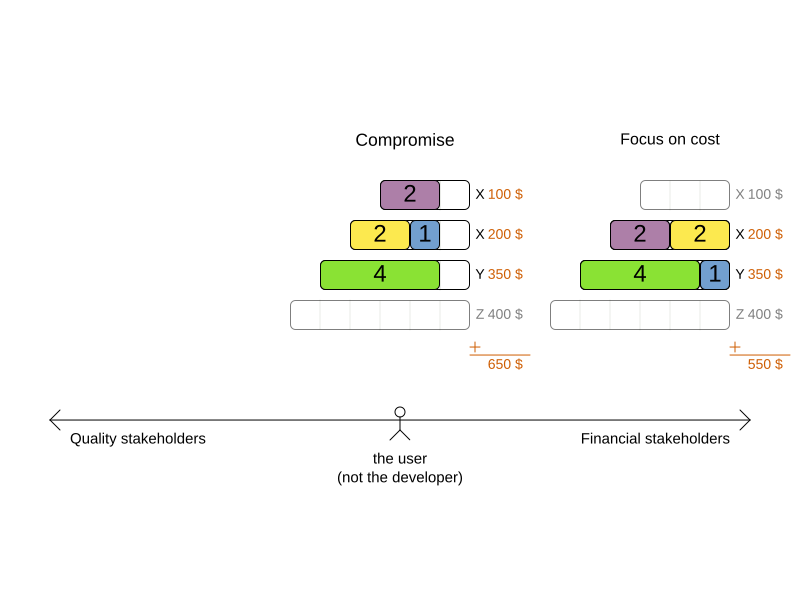 Compromise
2 X 100 $
2 1 X 200 $
4 Y 350 $
Z 400 $
+
650 $
Focus on cost
X 100 $
2 2 X 200 $
4 1 Y 350 $
Z 400 $
+
550 $
Quality stakeholders
the user
(not the developer)
Financial stakeholders